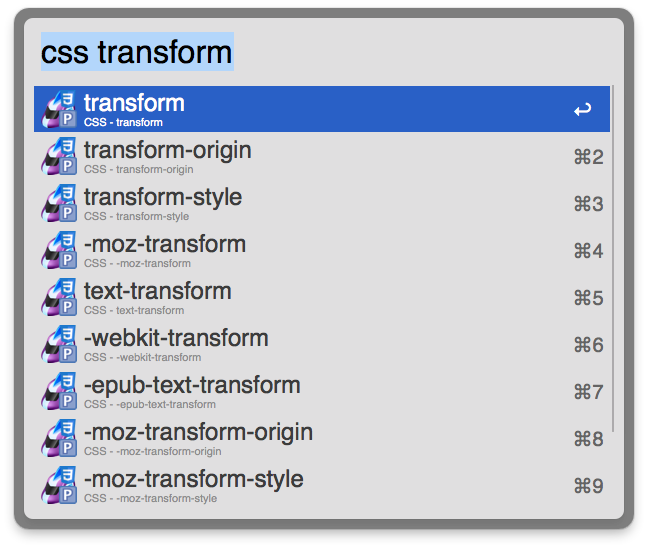 css transform
transform
CSS - transform
↩
transform-origin
CSS - transform-origin
⌘2
transform-style
CSS - transform-style
⌘3
-moz-transform
CSS - -moz-transform
⌘4
text-transform
CSS - text-transform
⌘5
-webkit-transform
CSS - -webkit-transform
⌘6
-epub-text-transform
CSS - -epub-text-transform
⌘7
-moz-transform-origin
CSS - -moz-transform-origin
⌘8
-moz-transform-style
CSS - -moz-transform-style
⌘9